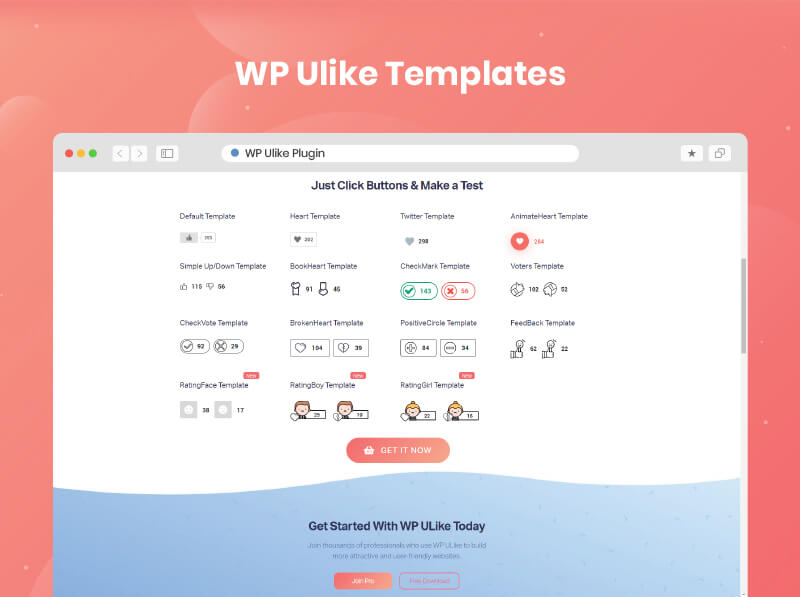 WP Ulike Templates
WP Ulike Plugin
Just Click Buttons & Make a Test
Default Template
Heart Template
Twitter Template
AnimateHeart Template
202
298
264
Simple Up/Down Template
BookHeart Template
CheckMark Template
Voters Template
115 56
91 45
143 56
102 52
CheckVote Template
BrokenHeart Template
PositiveCircle Template
FeedBack Template
92 29
104 39
84 34
62 22
NEW
NEW
NEW
RatingFace Template
RatingBoy Template
RatingGirl Template
38 17
25 10
22 16
GET IT NOW
Get Started With WP ULike Today
Join thousands of professionals who use WP ULike to build
more attractive and user-friendly websites.
Join Pro
Free Download